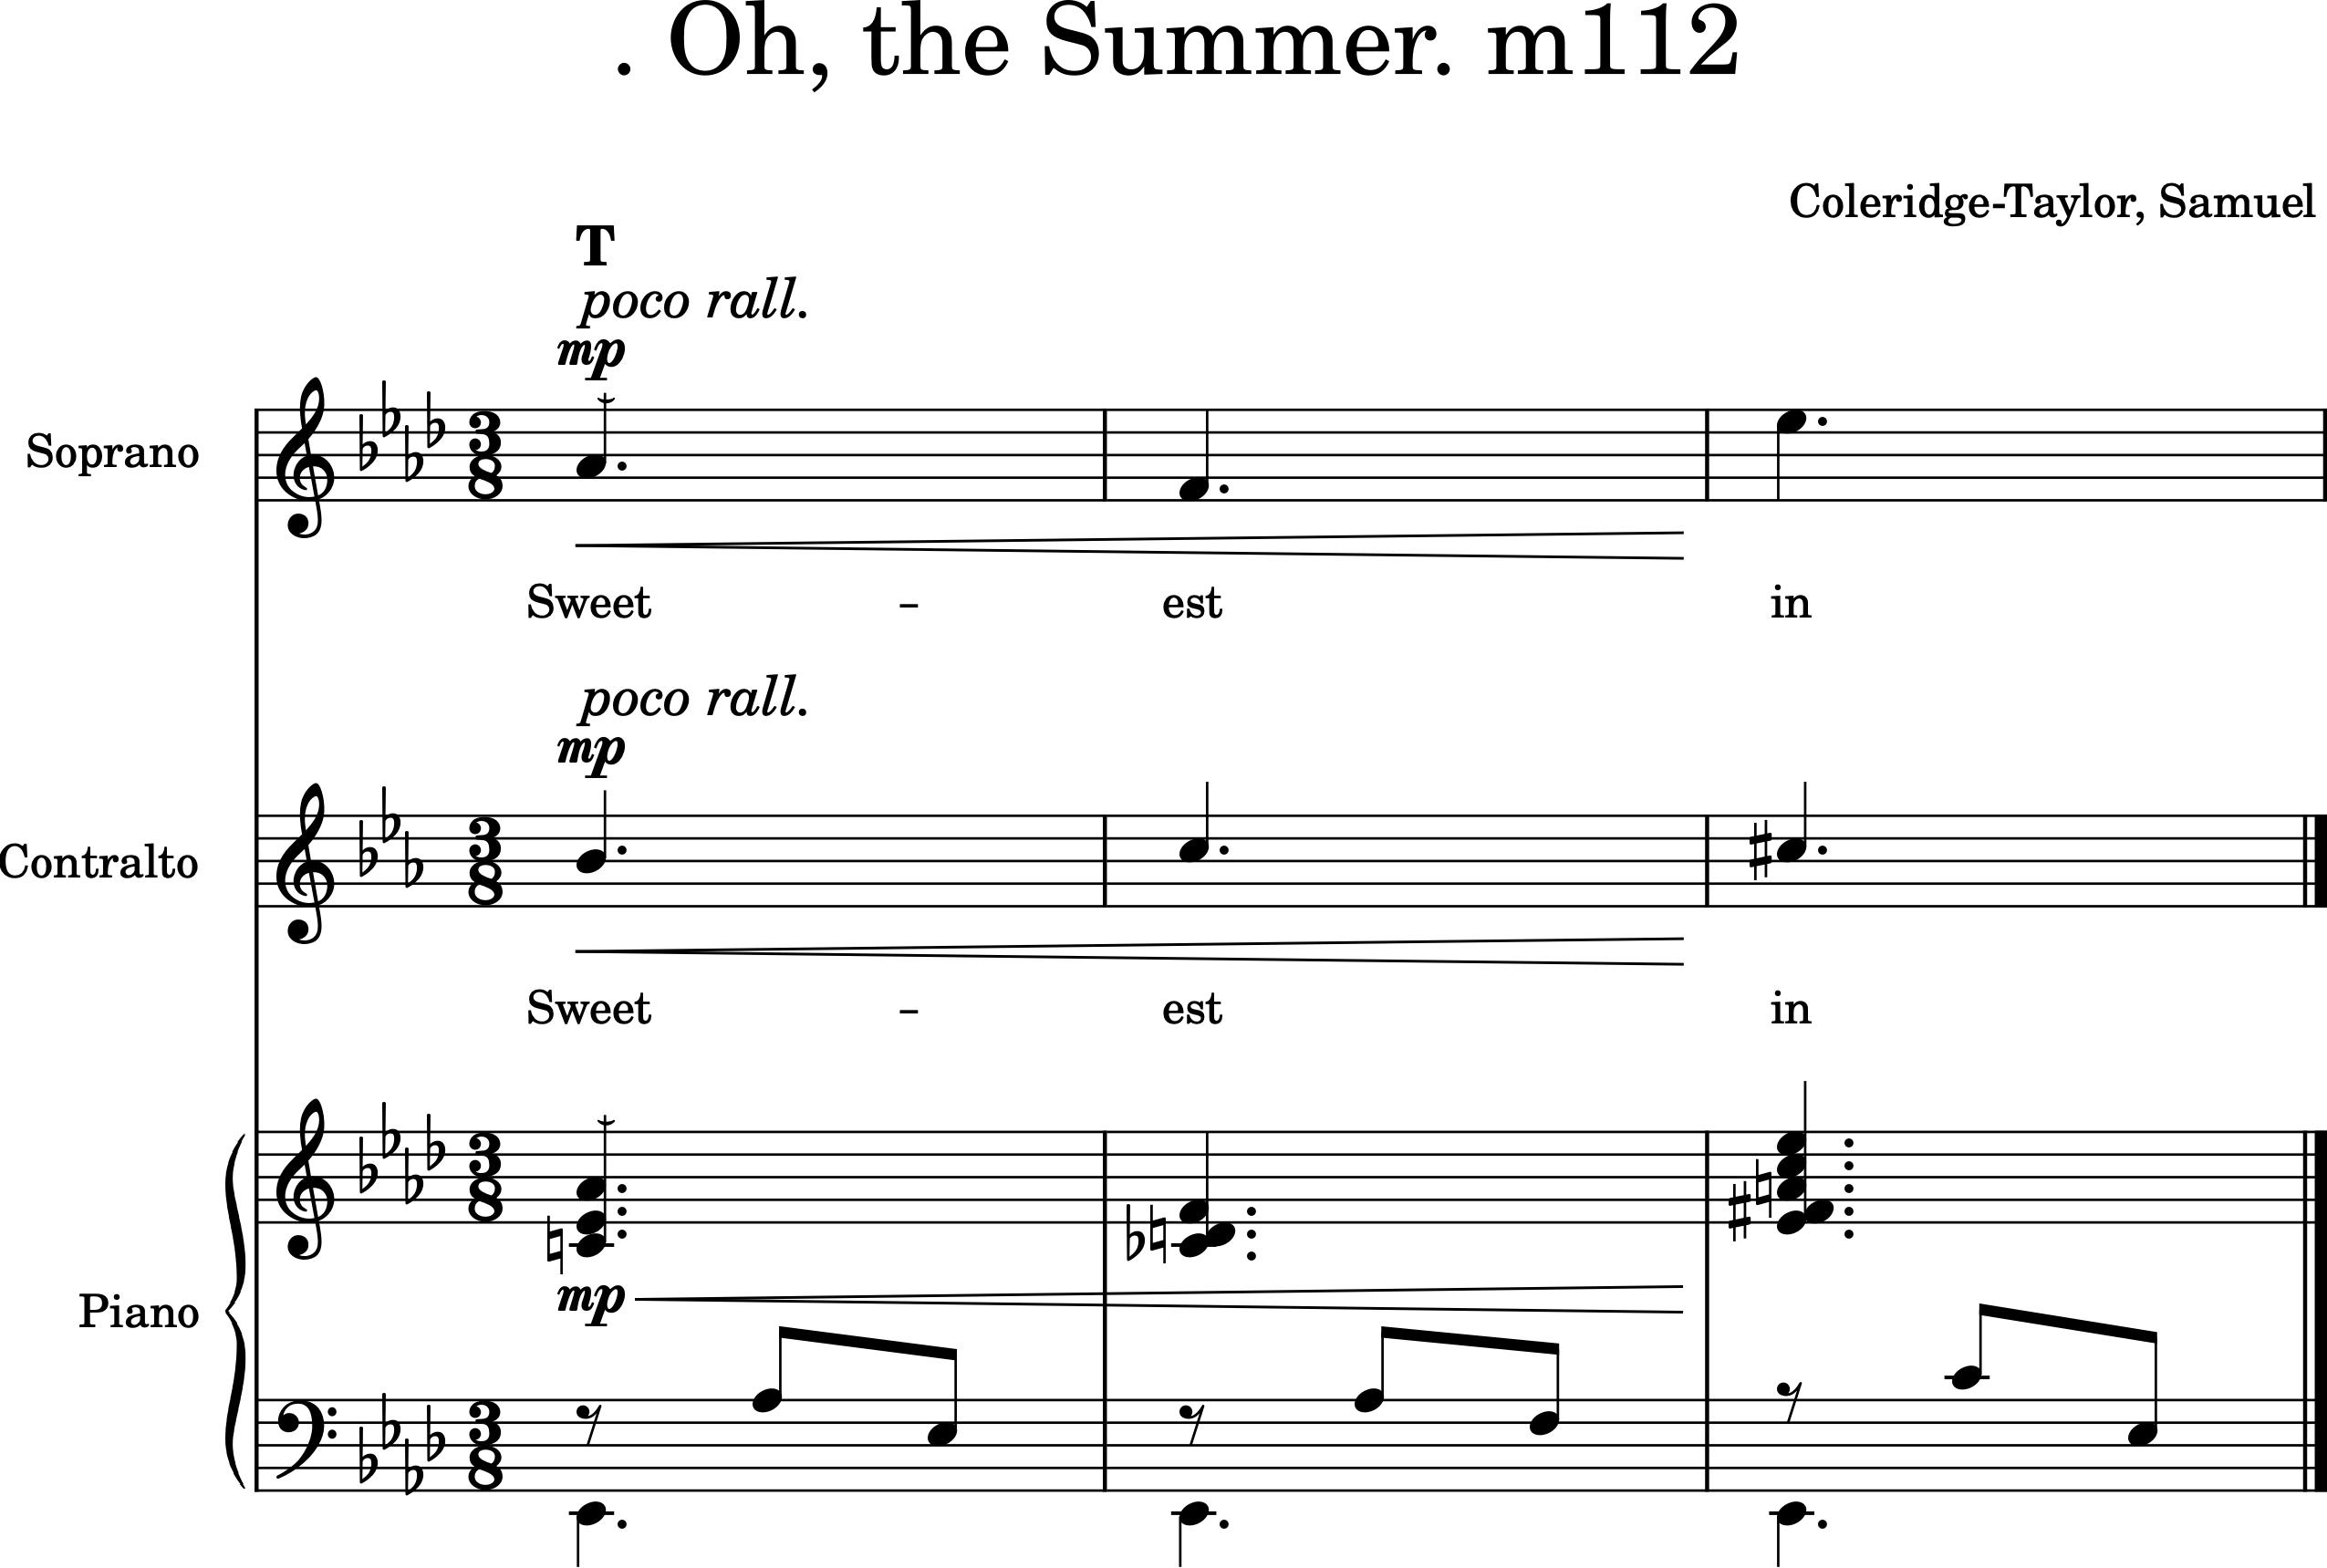 . Oh, the Summer. m112
Coleridge-Taylor, Samuel
T
poco rall.
mp
Soprano
Sweet - est in
poco rall.
mp
Contralto
Sweet - est in
mp
Piano